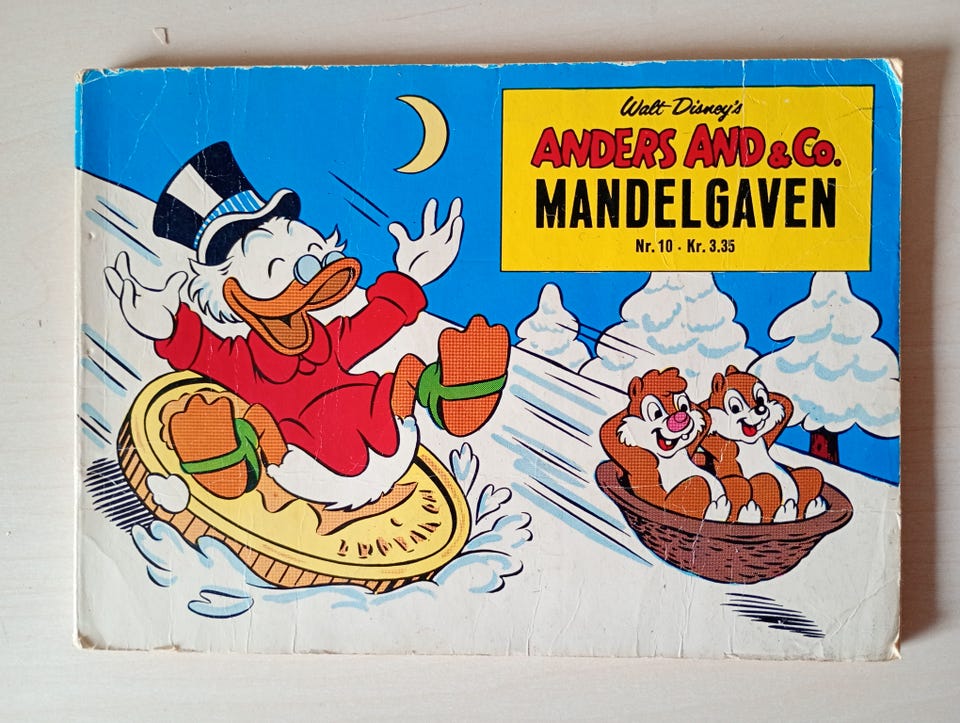 Walt Disney's
ANDERS AND & Co.
MANDELGAVEN
Nr. 10 · Kr. 3.35